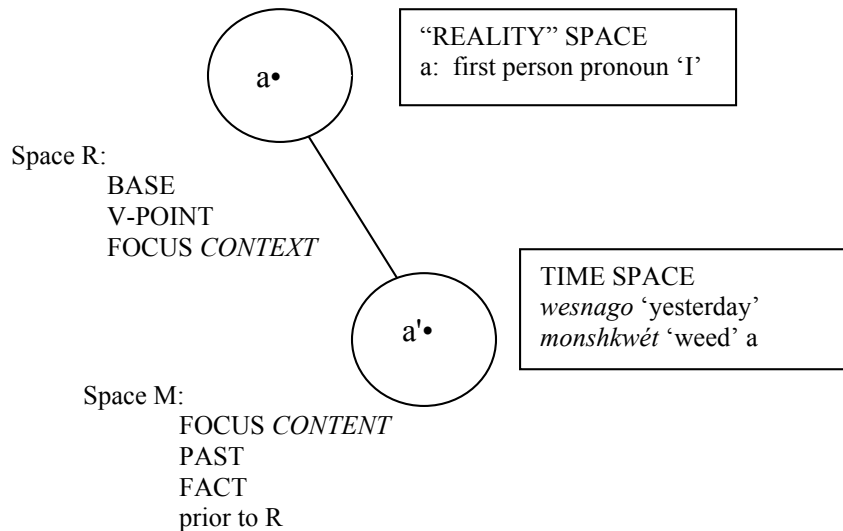 a•
“REALITY” SPACE
a: first person pronoun ‘I’
Space R:
BASE
V-POINT
FOCUS CONTEXT
a'•
TIME SPACE
wesnago ‘yesterday’
monshkwét ‘weed’ a
Space M:
FOCUS CONTENT
PAST
FACT
prior to R